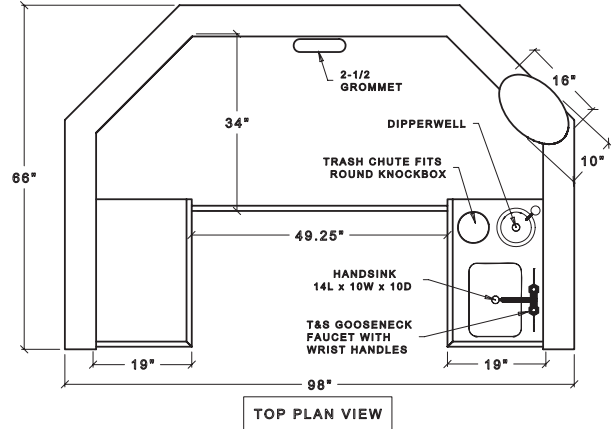 16"
2-1/2
GROMMET
34"
DIPPERWELL
TRASH CHUTE FITS
ROUND KNOCKBOX
10"
66"
49.25"
HANDSINK
14L x 10W x 10D
T&S GOOSENECK
FAUCET WITH
WRIST HANDLES
19"
19"
98"
TOP PLAN VIEW